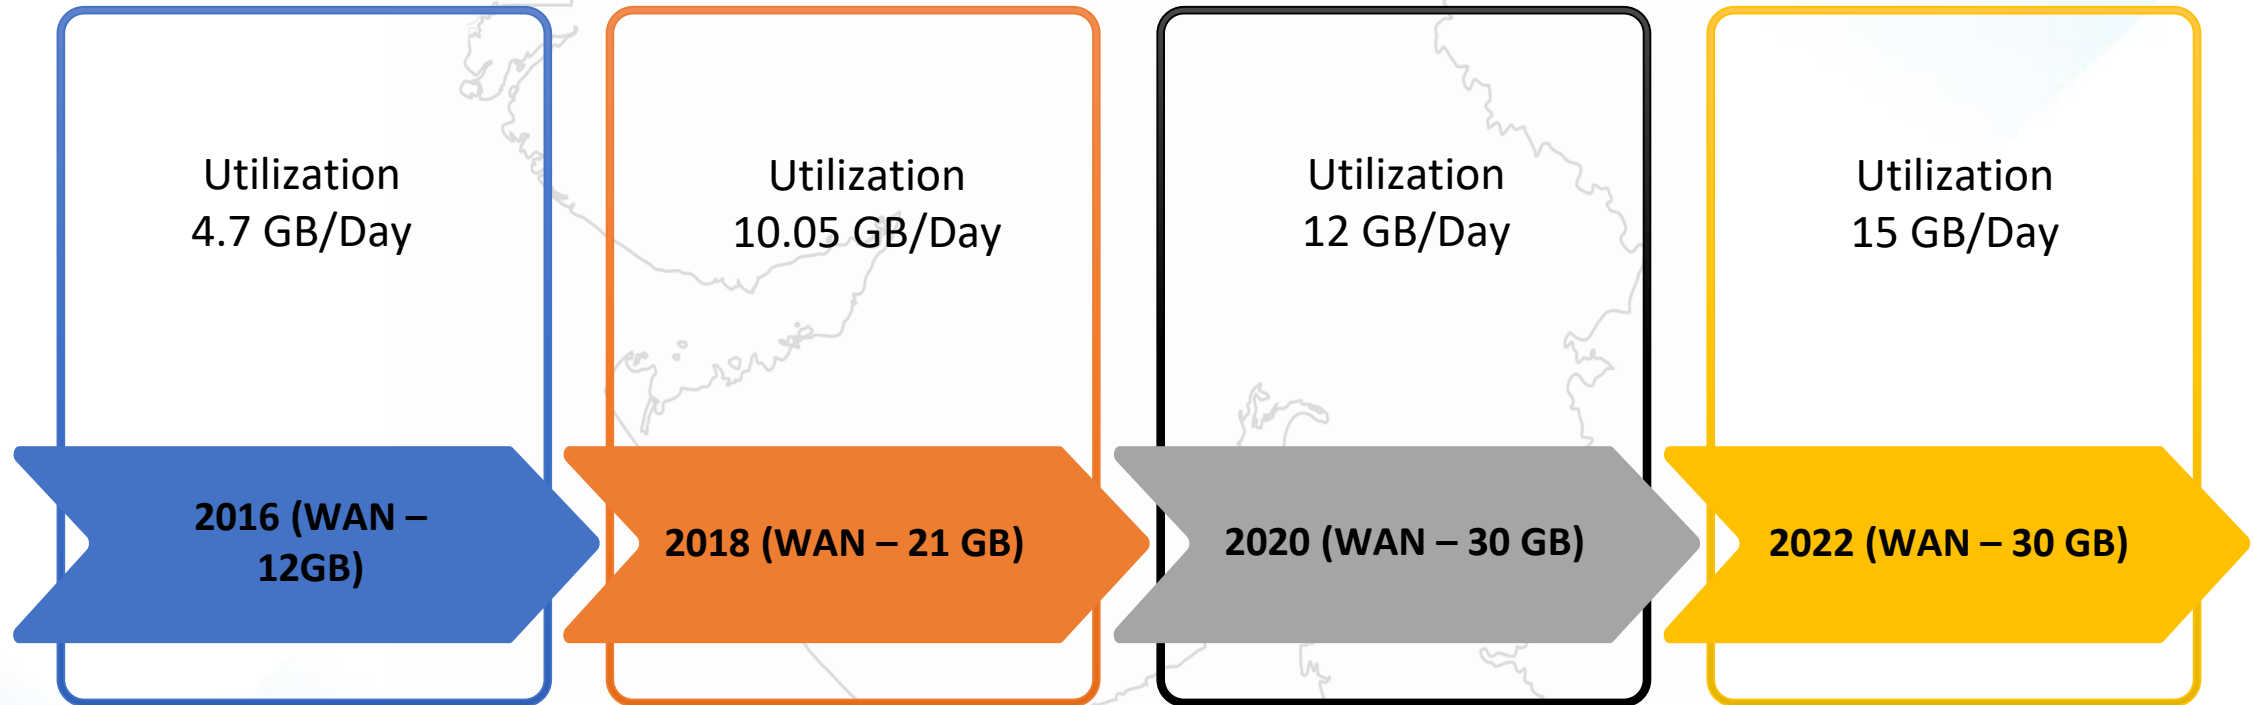 Utilization
4.7 GB/Day
Utilization
10.05 GB/Day
Utilization
12 GB/Day
Utilization
15 GB/Day
2016 (WAN –
12GB)
2018 (WAN – 21 GB)
2020 (WAN – 30 GB)
2022 (WAN – 30 GB)